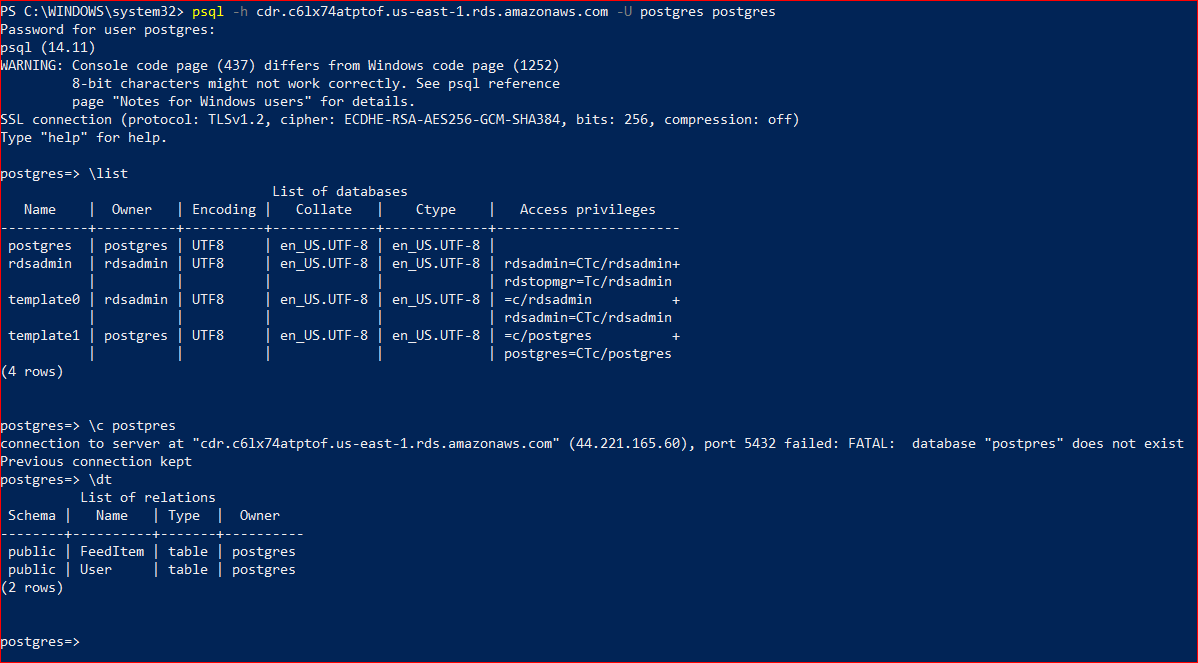 PS C:\WINDOWS\system32> psql -h cdr.c6lx74atptof.us-east-1.rds.amazonaws.com -U postgres postgres
Password for user postgres:
psql (14.11)
WARNING: Console code page (437) differs from Windows code page (1252)
         8-bit characters might not work correctly. See psql reference
         page "Notes for Windows users" for details.
SSL connection (protocol: TLSv1.2, cipher: ECDHE-RSA-AES256-GCM-SHA384, bits: 256, compression: off)
Type "help" for help.

postgres=> \list
                                  List of databases
   Name    |  Owner   | Encoding |   Collate   |    Ctype    |   Access privileges
-----------+----------+----------+-------------+-------------+-----------------------
 postgres  | postgres | UTF8     | en_US.UTF-8 | en_US.UTF-8 |
 rdsadmin  | rdsadmin | UTF8     | en_US.UTF-8 | en_US.UTF-8 | rdsadmin=CTc/rdsadmin+
           |          |          |             |             | rdstopmgr=Tc/rdsadmin
 template0 | rdsadmin | UTF8     | en_US.UTF-8 | en_US.UTF-8 | =c/rdsadmin          +
           |          |          |             |             | rdsadmin=CTc/rdsadmin
 template1 | postgres | UTF8     | en_US.UTF-8 | en_US.UTF-8 | =c/postgres          +
           |          |          |             |             | postgres=CTc/postgres
(4 rows)

postgres=> \c postpres
connection to server at "cdr.c6lx74atptof.us-east-1.rds.amazonaws.com" (44.221.165.60), port 5432 failed: FATAL:  database "postpres" does not exist
Previous connection kept
postgres=> \dt
          List of relations
 Schema |   Name   | Type  |  Owner
--------+----------+-------+----------
 public | FeedItem | table | postgres
 public | User     | table | postgres
(2 rows)

postgres=>